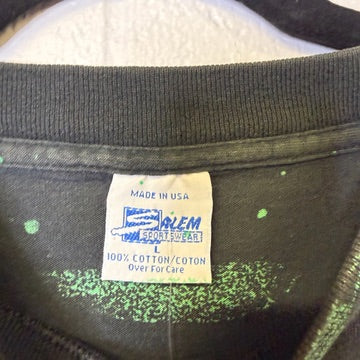 MADE IN USA
SALEM
SPORTSWEAR
L
100% COTTON/COTON
OVER FOR CARE